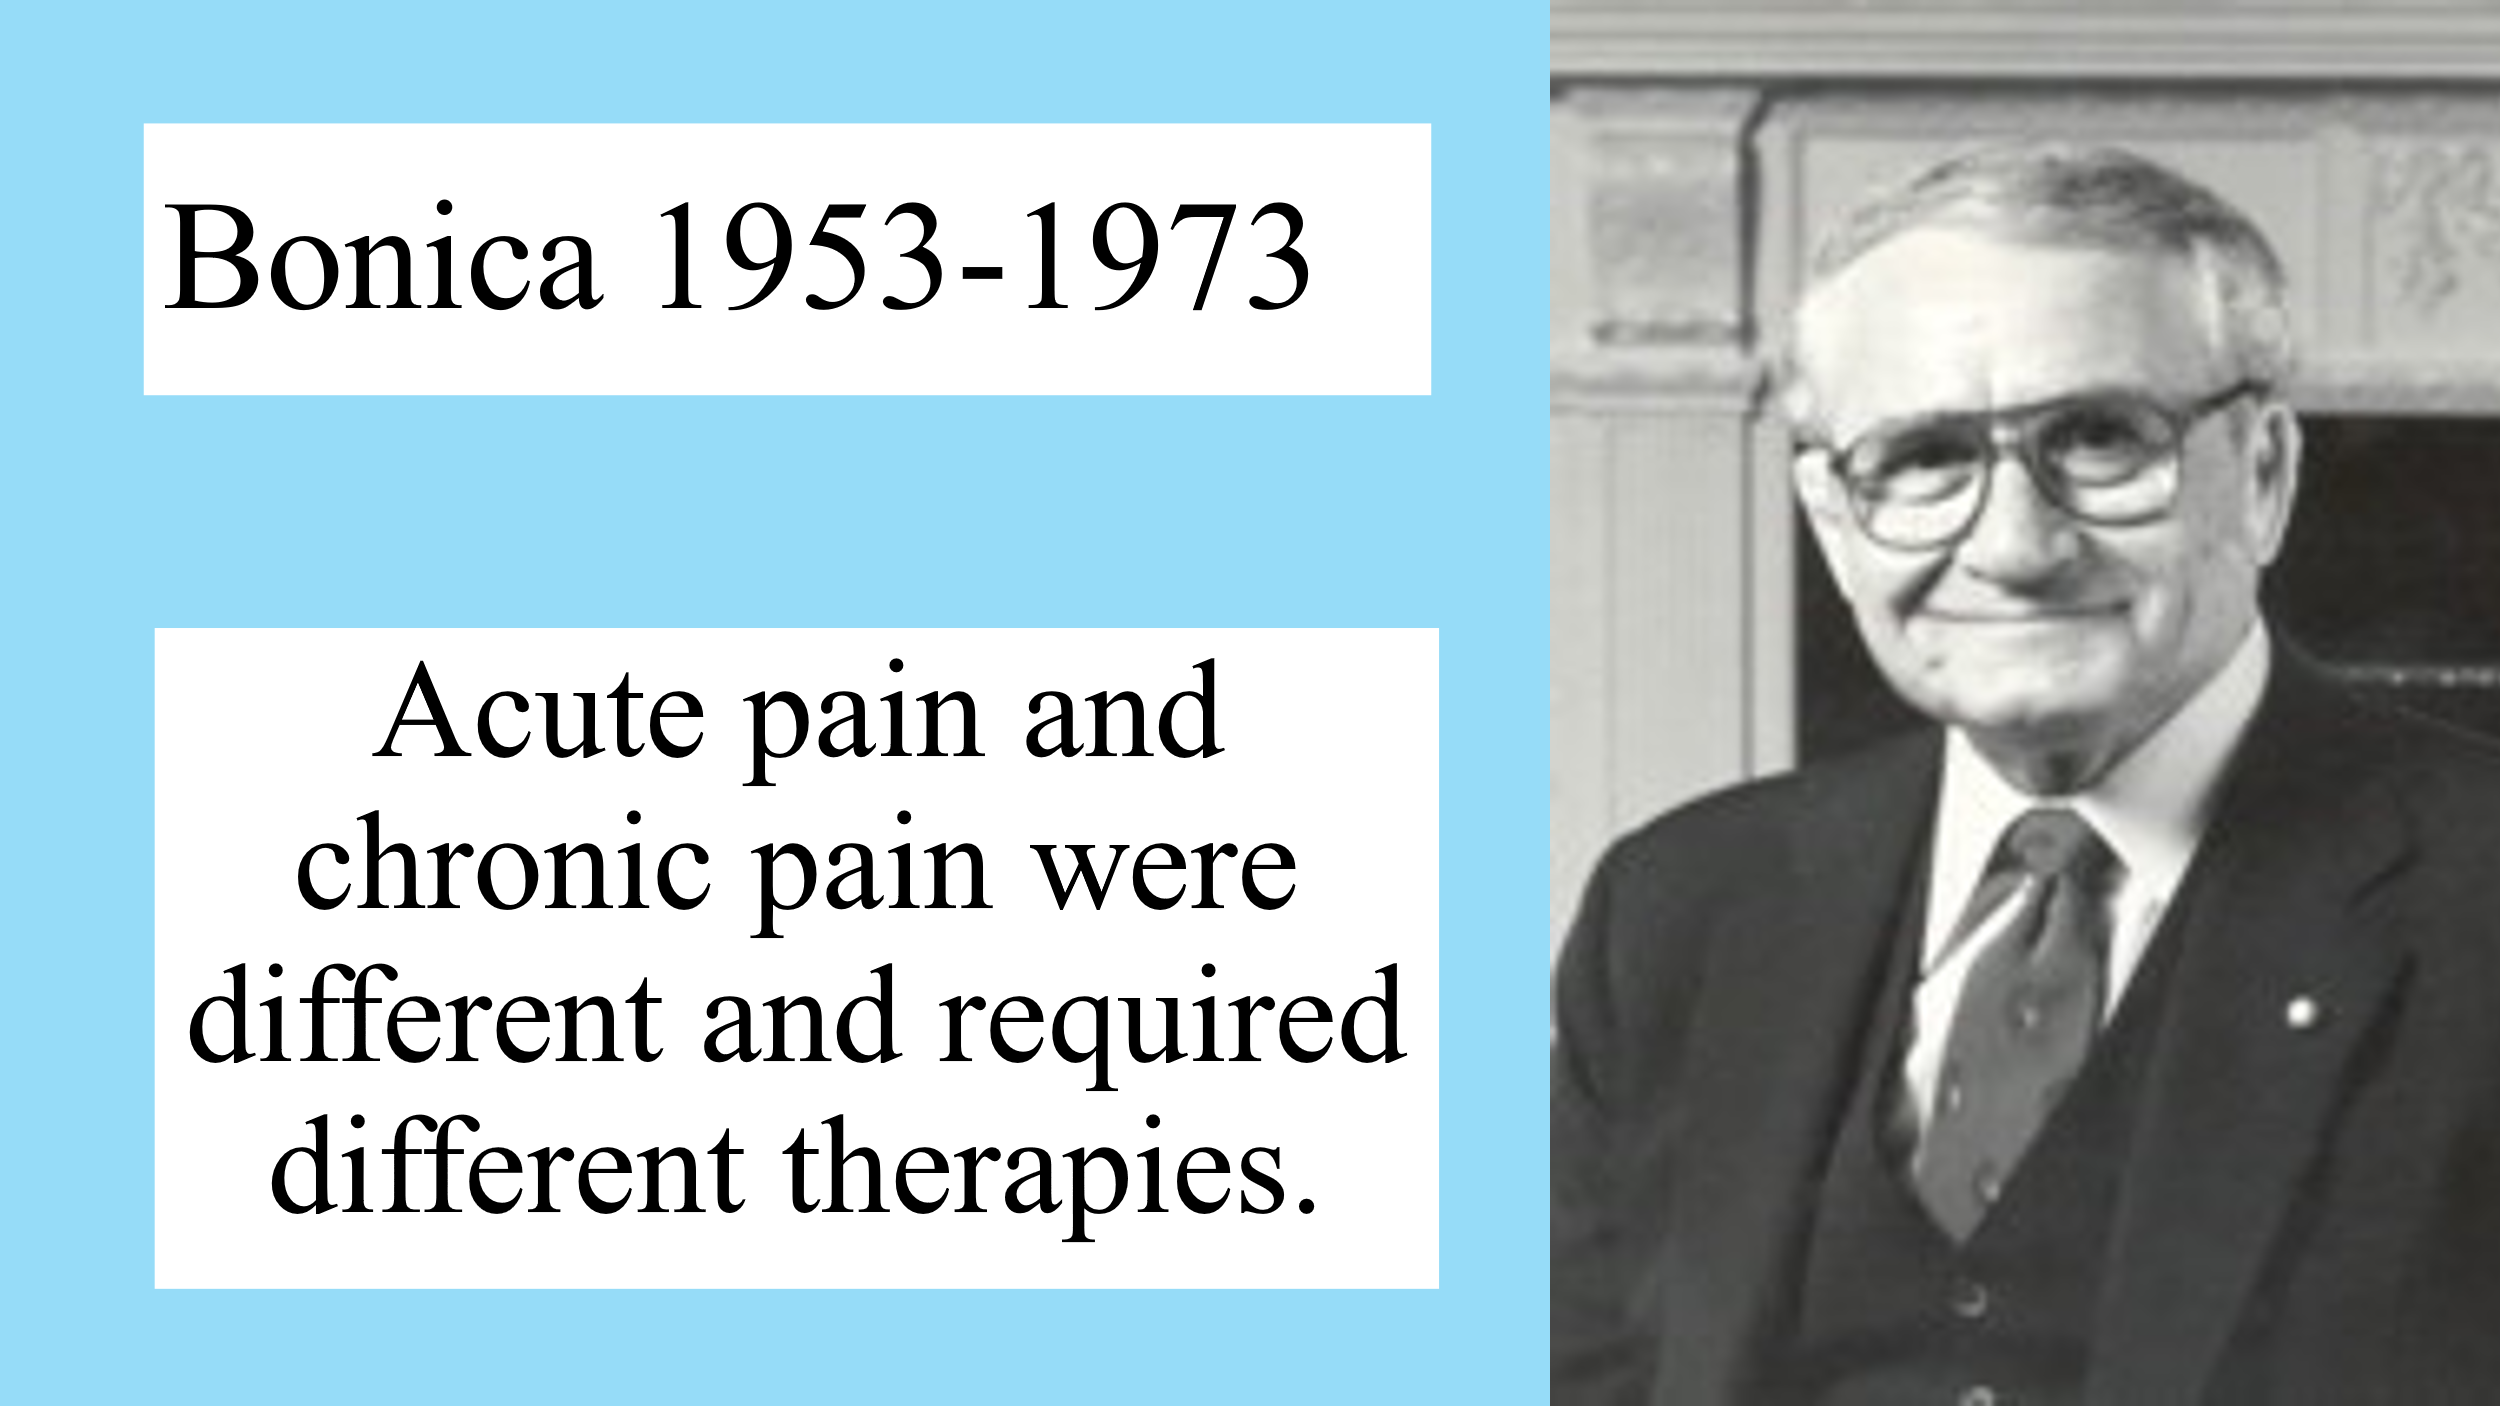 Bonica 1953-1973
Acute pain and
chronic pain were
different and required
different therapies.